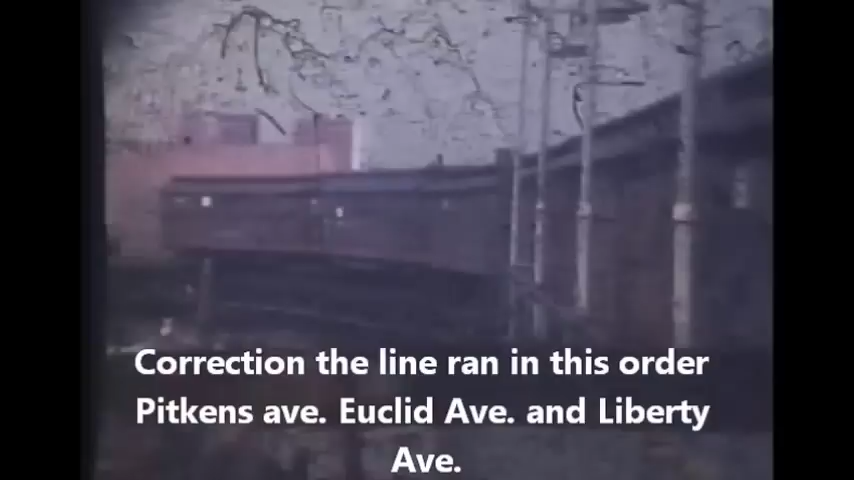 Correction the line ran in this order
Pitkens ave. Euclid Ave. and Liberty
Ave.